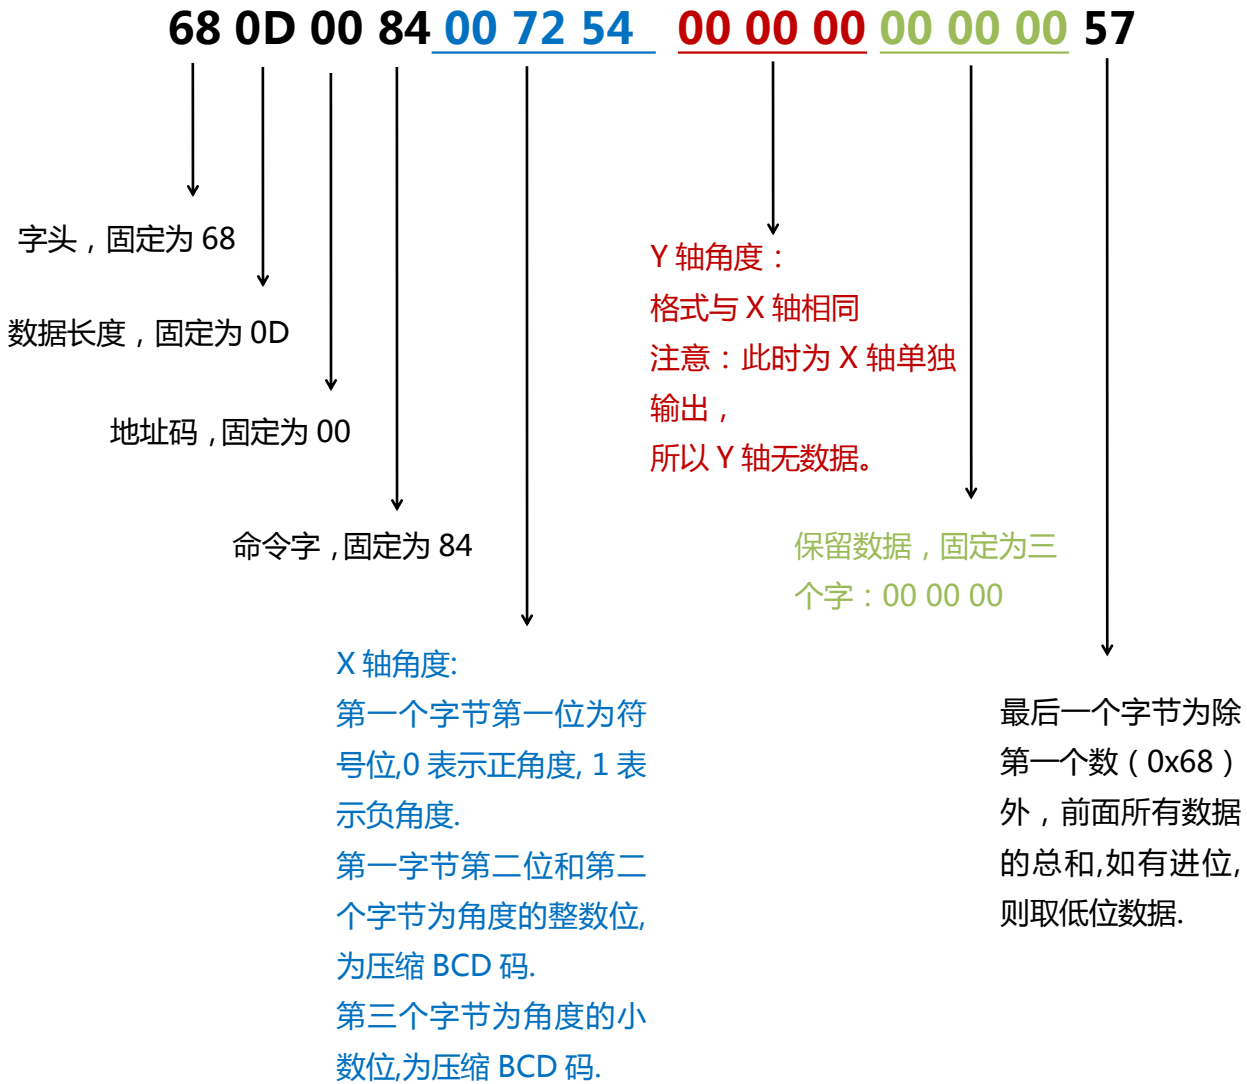 68 0D 00 84 00 72 54 00 00 00 00 00 00 57
字头，固定为 68
数据长度，固定为 0D
地址码 ,固定为 00
命令字 ,固定为 84
X 轴角度:
第一个字节第一位为符
号位,0 表示正角度, 1 表
示负角度.
第一字节第二位和第二
个字节为角度的整数位,
为压缩 BCD 码.
第三个字节为角度的小
数位,为压缩 BCD 码.
Y 轴角度：
格式与 X 轴相同
注意：此时为 X 轴单独
输出，
所以 Y 轴无数据。
保留数据，固定为三
个字：00 00 00
最后一个字节为除
第一个数（0x68）
外，前面所有数据
的总和,如有进位,
则取低位数据.